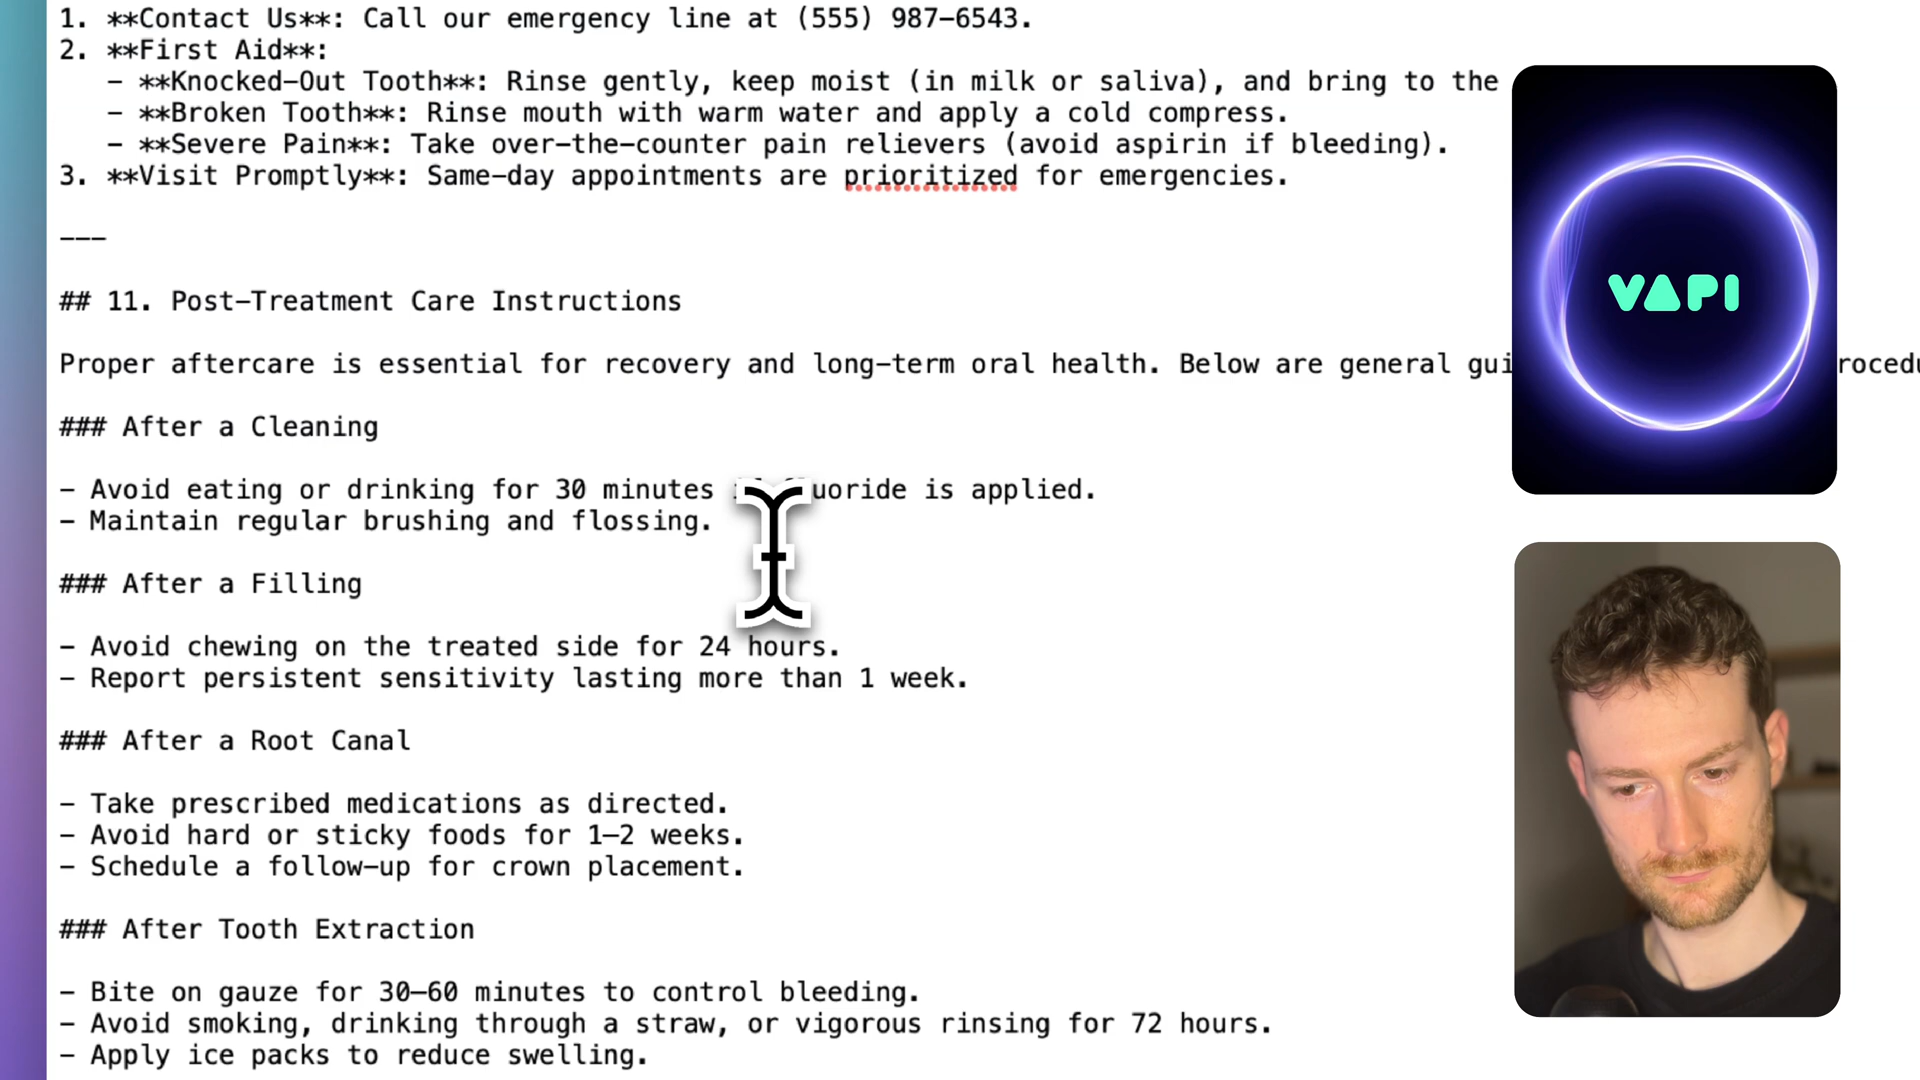 1. **Contact Us**: Call our emergency line at (555) 987-6543.
2. **First Aid**:
- **Knocked-Out Tooth**: Rinse gently, keep moist (in milk or saliva), and bring to the
- **Broken Tooth**: Rinse mouth with warm water and apply a cold compress.
- **Severe Pain**: Take over-the-counter pain relievers (avoid aspirin if bleeding).
3. **Visit Promptly**: Same-day appointments are prioritized for emergencies.
---
## 11. Post-Treatment Care Instructions
Proper aftercare is essential for recovery and long-term oral health. Below are general
### After a Cleaning
- Avoid eating or drinking for 30 minutes is applied.
- Maintain regular brushing and flossing.
### After a Filling
- Avoid chewing on the treated side for 24 hours.
- Report persistent sensitivity lasting more than 1 week.
### After a Root Canal
- Take prescribed medications as directed.
- Avoid hard or sticky foods for 1–2 weeks.
- Schedule a follow-up for crown placement.
### After Tooth Extraction
- Bite on gauze for 30–60 minutes to control bleeding.
- Avoid smoking, drinking through a straw, or vigorous rinsing for 72 hours.
- Apply ice packs to reduce swelling.
VAPI